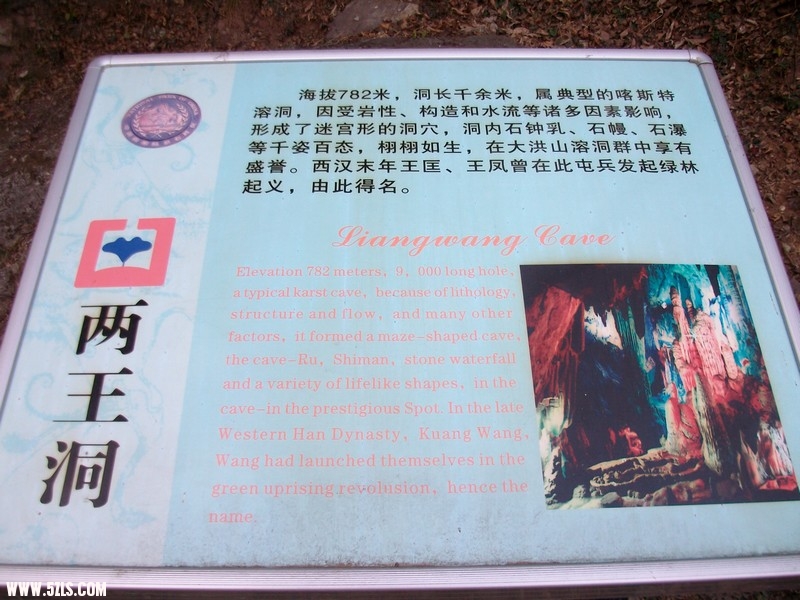 海拔782米，洞长千余米，属典型的喀斯特
溶洞，因受岩性、构造和水流等诸多因素影响，
形成了迷宫形的洞穴，洞内石钟乳、石幔、石瀑
等千姿百态，栩栩如生，在大洪山溶洞群中享有
盛誉。西汉末年王匡、王凤曾在此屯兵发起绿林
起义，由此得名。
两王洞
Liangwang Cave
Elevation 782 meters，9，000 long hole，
a typical karst cave，because of lithology，
structure and flow，and many other
factors，it formed a maze-shaped cave，
the cave-Ru，Shiman，stone waterfall
and a variety of lifelike shapes，in the
cave-in the prestigious Spot. In the late
Western Han Dynasty，Kuang Wang，
Wang had launched themselves in the
green uprising.revolusion，hence the
name.
WWW.5ZLS.COM